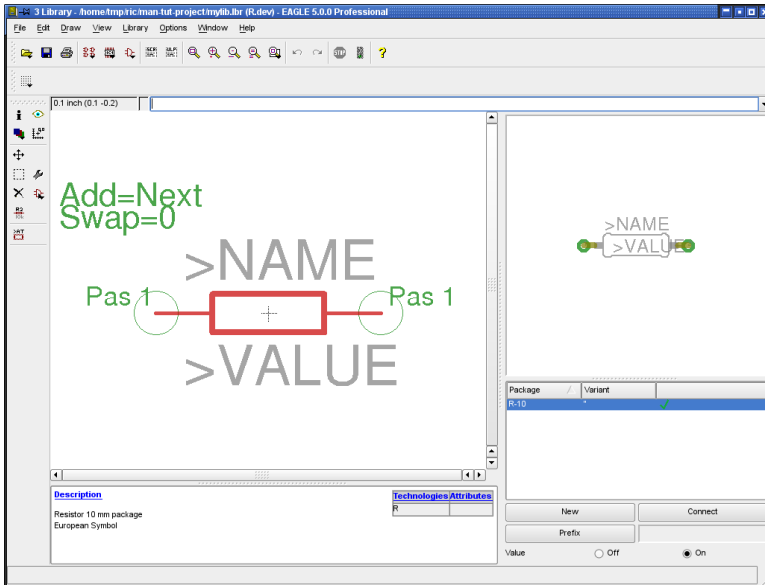 3 Library - /home/tmp/ric/man-tut-project/mylib.lbr (R.dev) - EAGLE 5.0.0 Professional
File Edit Draw View Library Options Window Help
0.1 inch (0.1 -0.2)
Add=Next
Swap=0
>NAME
Pas 1
Pas 1
>VALUE
>NAME
>VALUE
Package Variant
R-10 "
Description
Resistor 10 mm package
European Symbol
Technologies Attributes
R
New Connect
Prefix
Value Off On